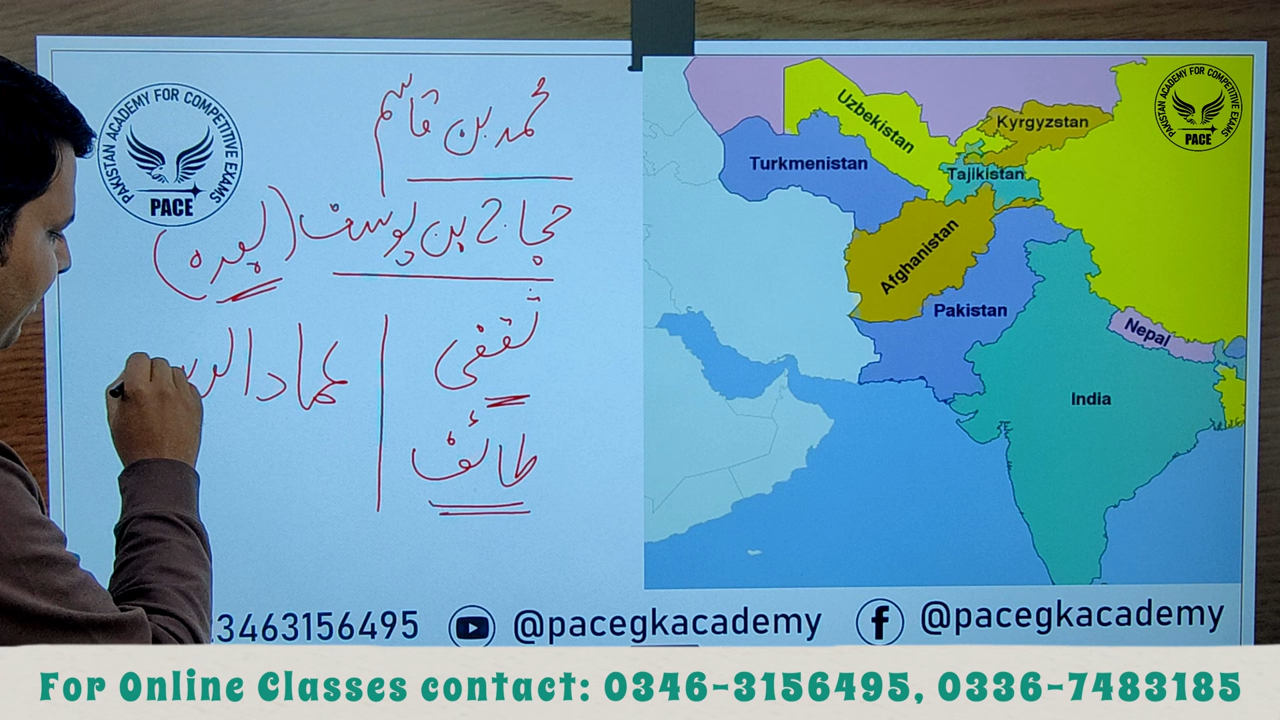 PAKISTAN ACADEMY FOR COMPETITIVE EXAMS
PACE
محمد بن قاسم
حجاج بن یوسف (بصرہ)
ثقفی
طائف
عماد الد
Uzbekistan
Kyrgyzstan
Turkmenistan
Tajikistan
Afghanistan
Pakistan
Nepal
India
PAKISTAN ACADEMY FOR COMPETITIVE EXAMS
PACE
3463156495 @pacegkacademy @pacegkacademy
For Online Classes contact: 0346-3156495, 0336-7483185